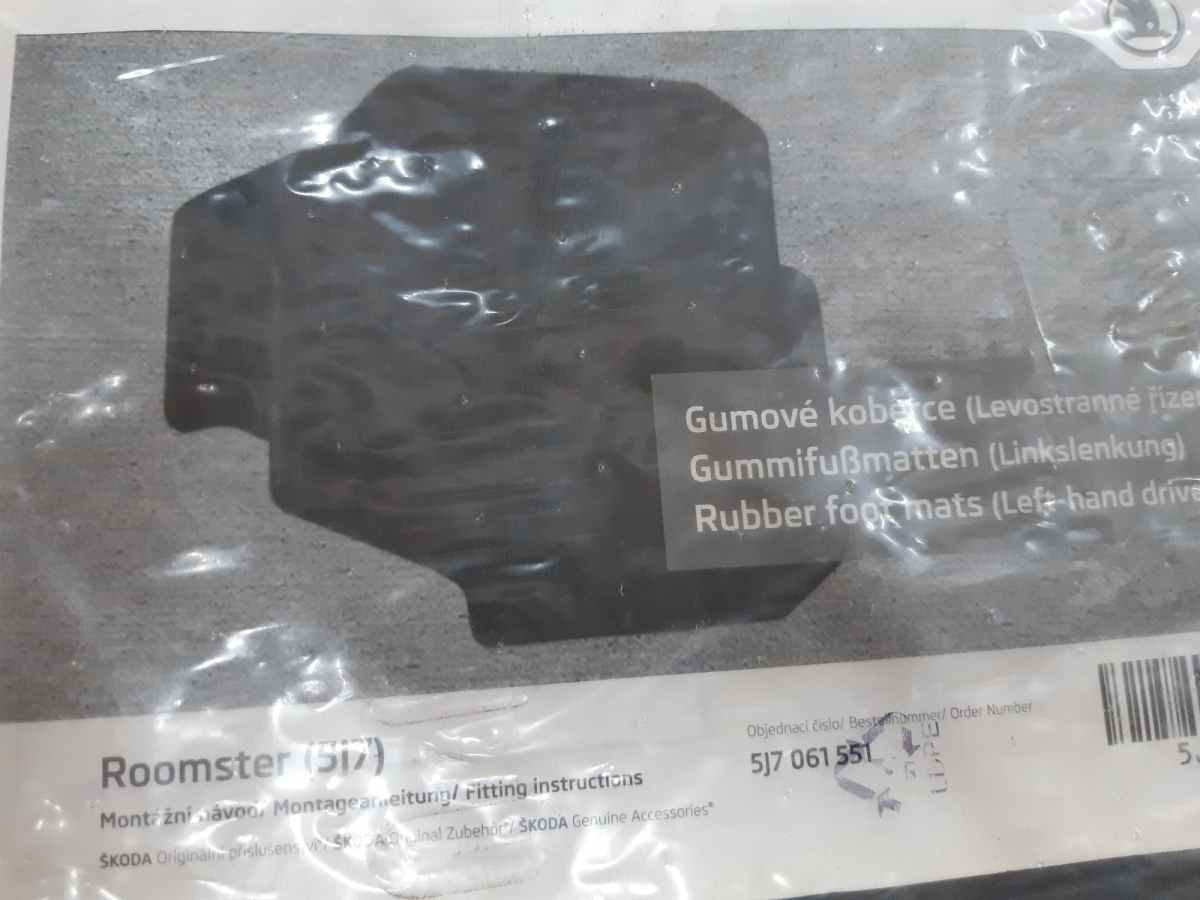 Gumové koberce (Levostranné řízer
Gummifußmatten (Linkslenkung)
Rubber foot mats (Left-hand drive
Roomster (5J7)
Montážní návod/ Montageanleitung/ Fitting instructions
ŠKODA Originální příslušenství/ ŠKODA Original Zubehör®/ ŠKODA Genuine Accessories®
Objednací číslo/ Bestellnummer/ Order Number
5J7 061 551
LDPE